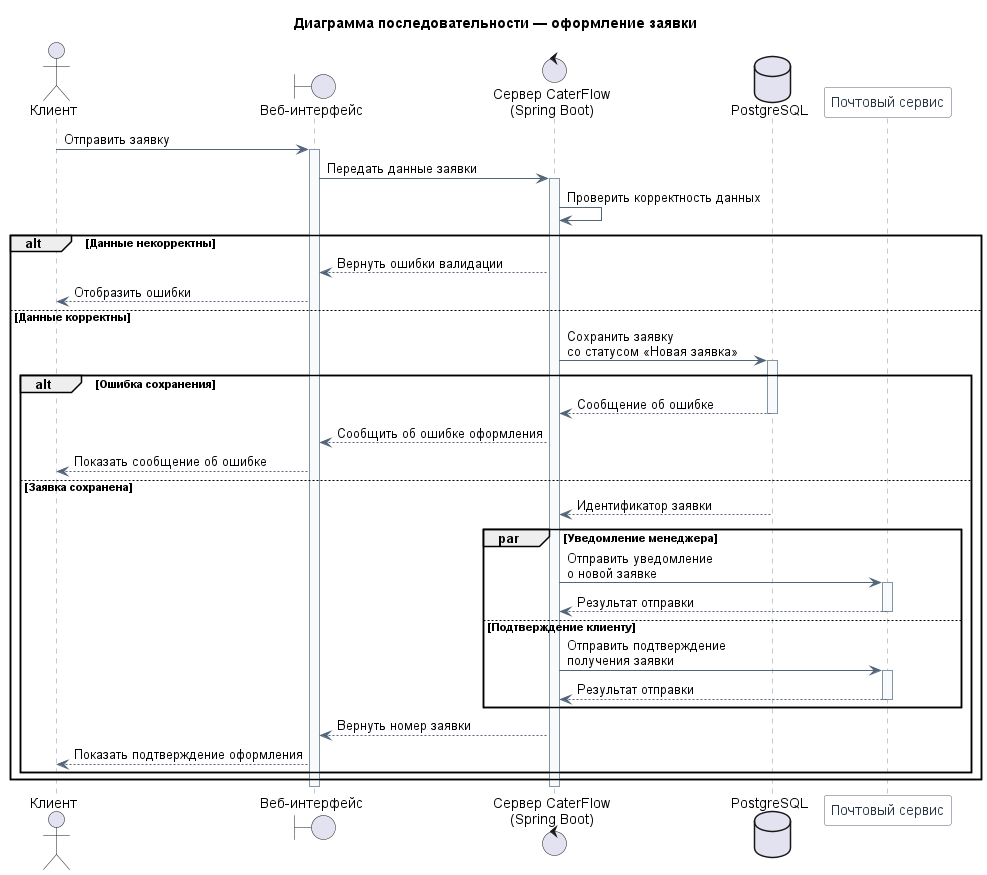 Диаграмма последовательности — оформление заявки
Клиент
Веб-интерфейс
Сервер CaterFlow
(Spring Boot)
PostgreSQL
Почтовый сервис
Отправить заявку
Передать данные заявки
Проверить корректность данных
alt
[Данные некорректны]
Вернуть ошибки валидации
Отобразить ошибки
[Данные корректны]
Сохранить заявку
со статусом «Новая заявка»
alt
[Ошибка сохранения]
Сообщение об ошибке
Сообщить об ошибке оформления
Показать сообщение об ошибке
[Заявка сохранена]
Идентификатор заявки
par
[Уведомление менеджера]
Отправить уведомление
о новой заявке
Результат отправки
[Подтверждение клиенту]
Отправить подтверждение
получения заявки
Результат отправки
Вернуть номер заявки
Показать подтверждение оформления
Клиент
Веб-интерфейс
Сервер CaterFlow
(Spring Boot)
PostgreSQL
Почтовый сервис